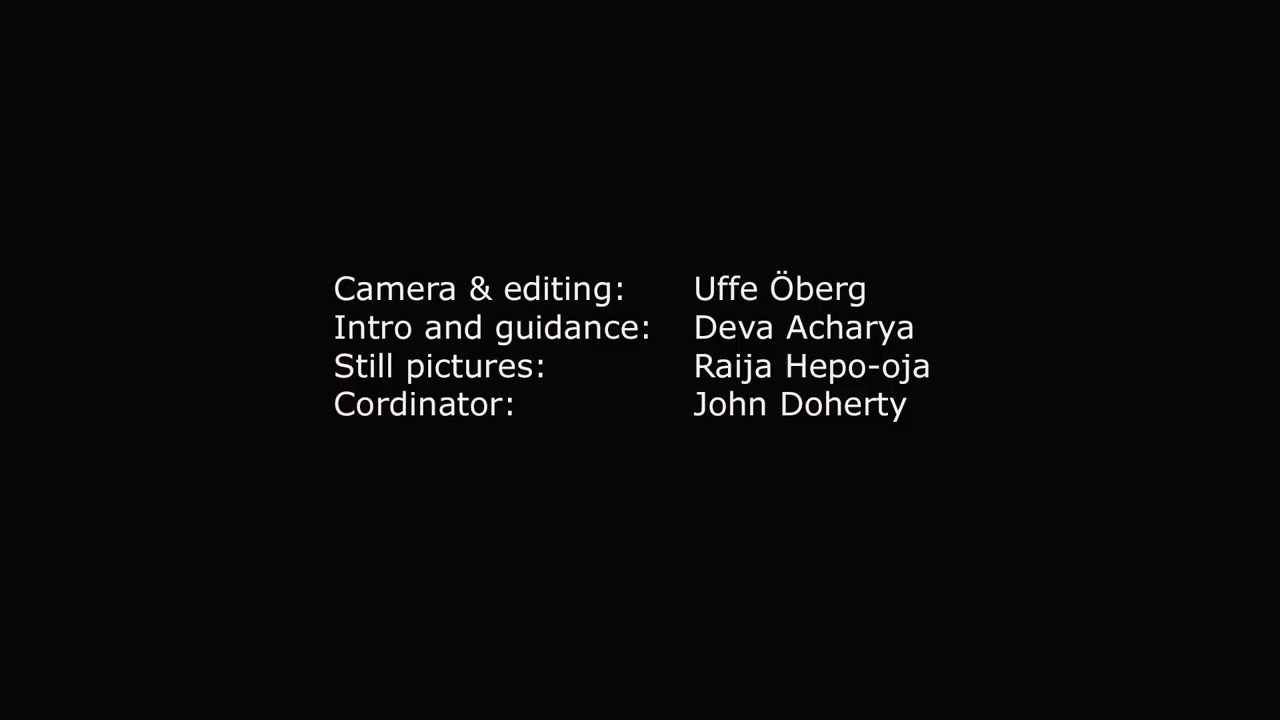 Camera & editing: Uffe Öberg
Intro and guidance: Deva Acharya
Still pictures: Raija Hepo-oja
Cordinator: John Doherty